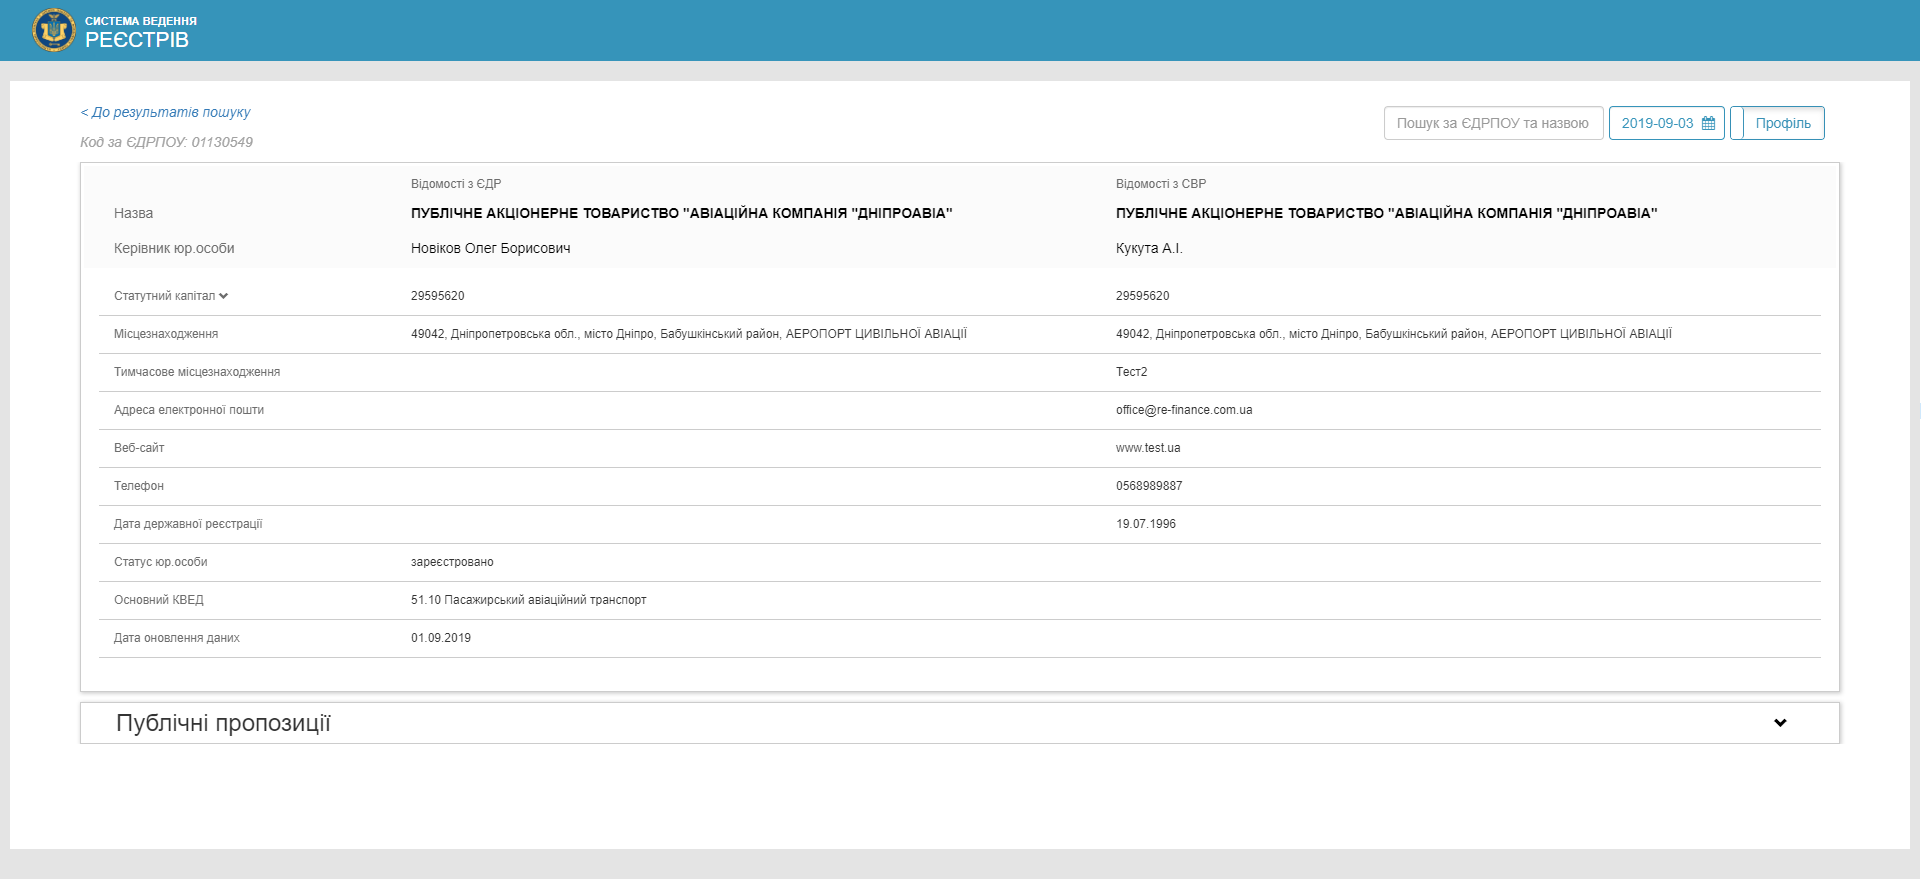 СИСТЕМА ВЕДЕННЯ
РЕЄСТРІВ
< До результатів пошуку
Код за ЄДРПОУ: 01130549
Пошук за ЄДРПОУ та назвою 2019-09-03 Профіль
Відомості з ЄДР Відомості з СВР
Назва ПУБЛІЧНЕ АКЦІОНЕРНЕ ТОВАРИСТВО "АВІАЦІЙНА КОМПАНІЯ "ДНІПРОАВІА" ПУБЛІЧНЕ АКЦІОНЕРНЕ ТОВАРИСТВО "АВІАЦІЙНА КОМПАНІЯ "ДНІПРОАВІА"
Керівник юр.особи Новіков Олег Борисович Кукута А.І.
Статутний капітал 29595620 29595620
Місцезнаходження 49042, Дніпропетровська обл., місто Дніпро, Бабушкінський район, АЕРОПОРТ ЦИВІЛЬНОЇ АВІАЦІЇ 49042, Дніпропетровська обл., місто Дніпро, Бабушкінський район, АЕРОПОРТ ЦИВІЛЬНОЇ АВІАЦІЇ
Тимчасове місцезнаходження Тест2
Адреса електронної пошти office@re-finance.com.ua
Веб-сайт www.test.ua
Телефон 0568989887
Дата державної реєстрації 19.07.1996
Статус юр.особи зареєстровано
Основний КВЕД 51.10 Пасажирський авіаційний транспорт
Дата оновлення даних 01.09.2019
Публічні пропозиції